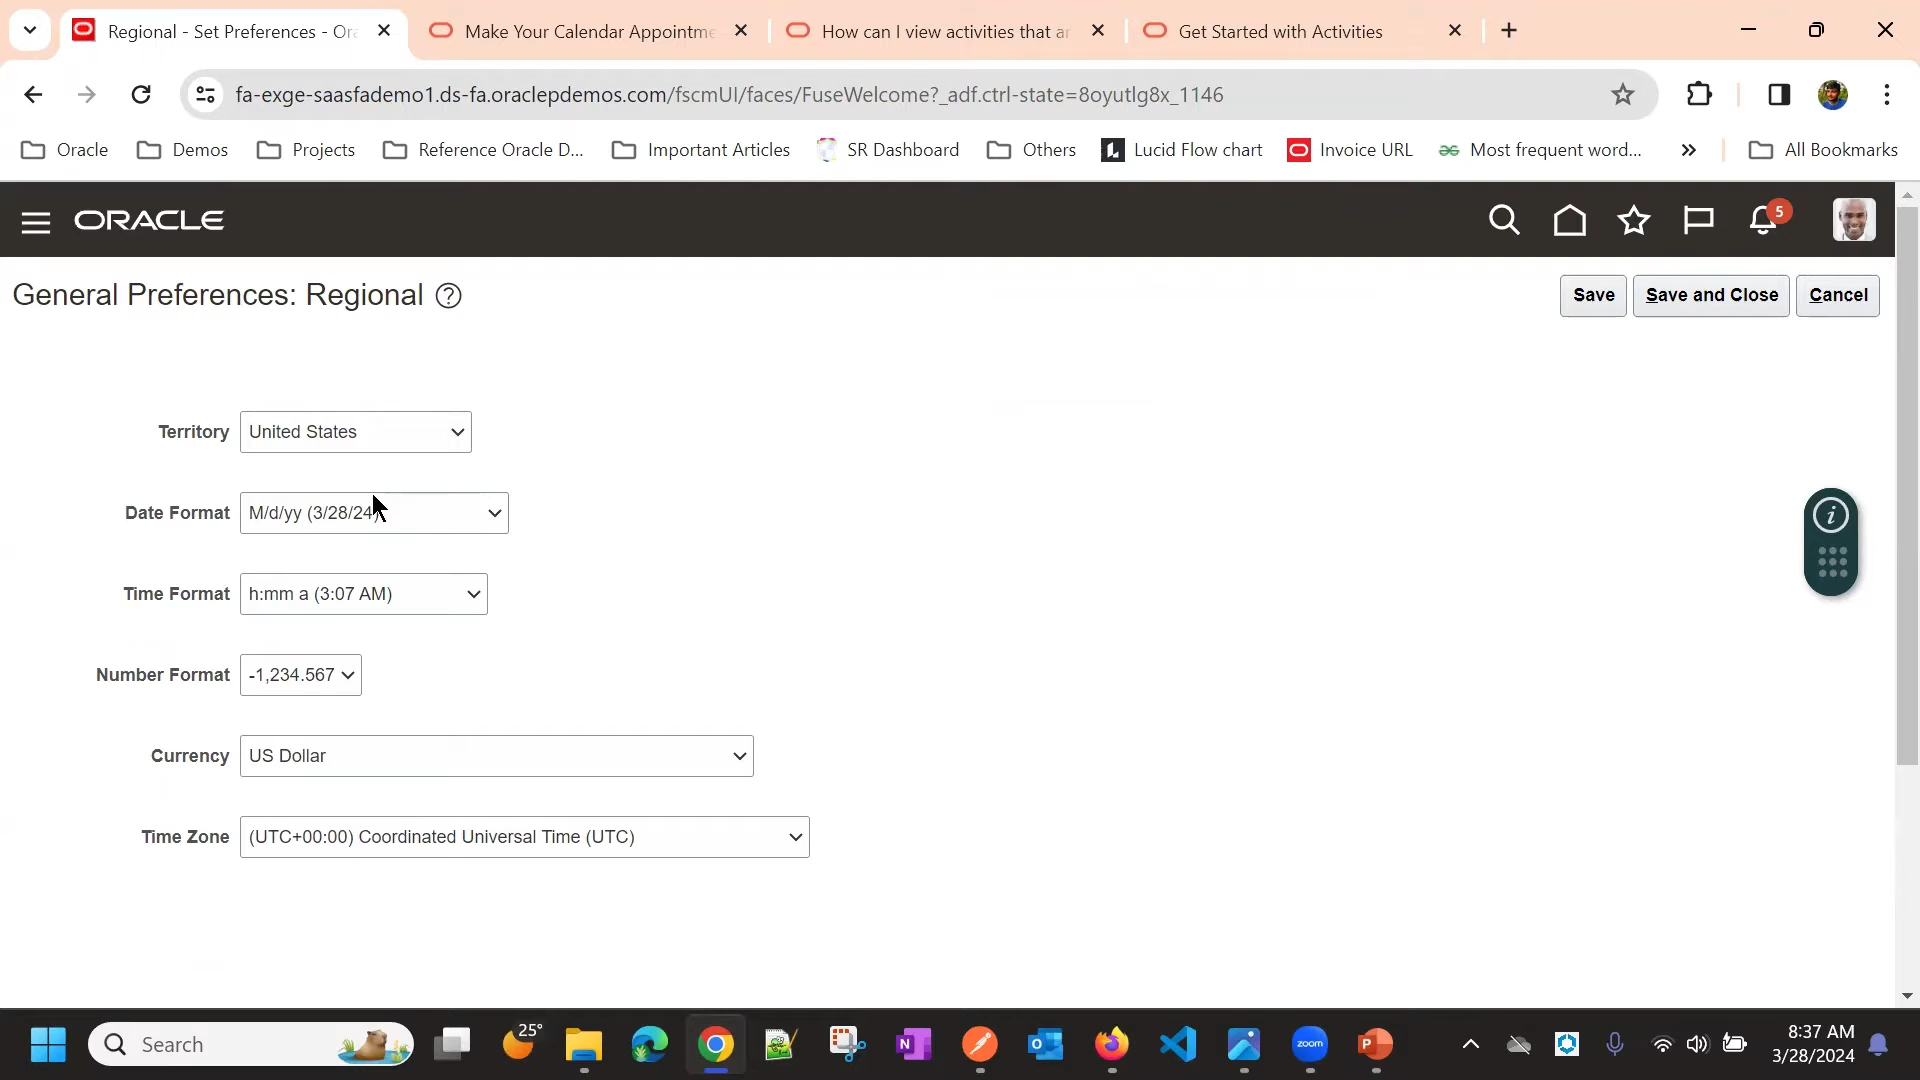 Regional - Set Preferences - Ora
Make Your Calendar Appointme
How can I view activities that ar
Get Started with Activities
fa-exge-saasfademo1.ds-fa.oraclepdemos.com/fscmUI/faces/FuseWelcome?_adf.ctrl-state=8oyutlg8x_1146
Oracle
Demos
Projects
Reference Oracle D...
Important Articles
SR Dashboard
Others
Lucid Flow chart
Invoice URL
Most frequent word...
»
All Bookmarks
ORACLE
5
General Preferences: Regional
Save
Save and Close
Cancel
Territory United States
Date Format M/d/yy (3/28/24)
Time Format h:mm a (3:07 AM)
Number Format -1,234.567
Currency US Dollar
Time Zone (UTC+00:00) Coordinated Universal Time (UTC)
Search
25°
zoom
8:37 AM
3/28/2024